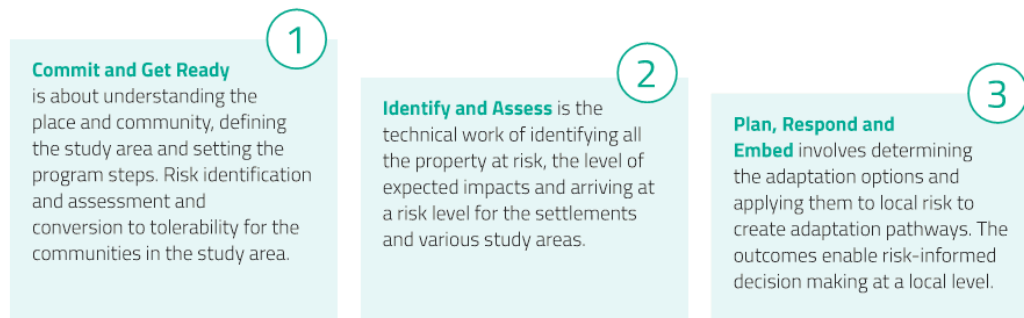 1
Commit and Get Ready
is about understanding the
place and community, defining
the study area and setting the
program steps. Risk identification
and assessment and
conversion to tolerability for the
communities in the study area.
2
Identify and Assess is the
technical work of identifying all
the property at risk, the level of
expected impacts and arriving at
a risk level for the settlements
and various study areas.
3
Plan, Respond and
Embed involves determining
the adaptation options and
applying them to local risk to
create adaptation pathways. The
outcomes enable risk-informed
decision making at a local level.